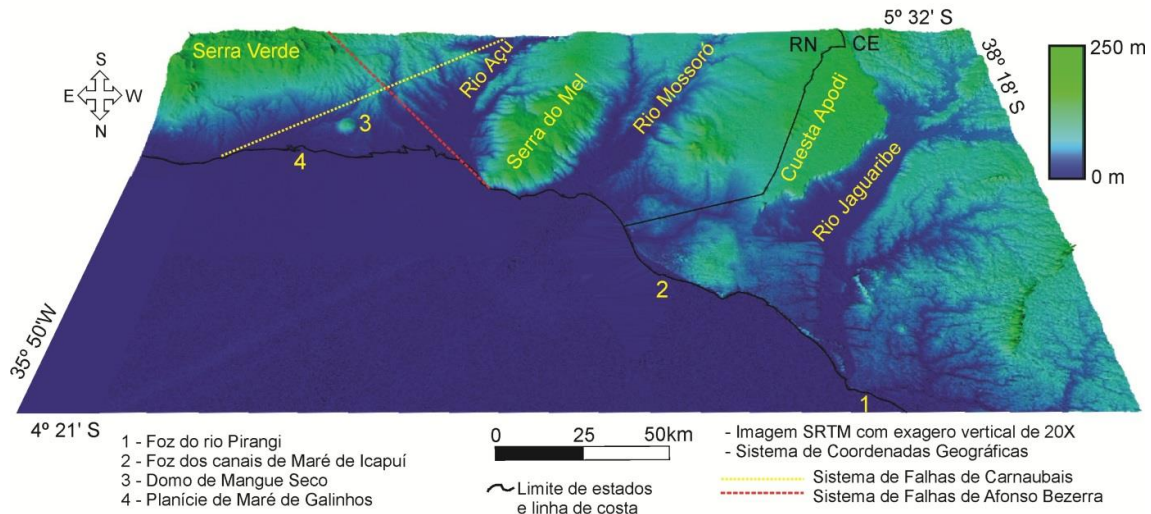 5º 32' S
38º 18' S
250 m
0 m
S
E W
N
Serra Verde
Rio Açu
Serra do Mel
Rio Mossoró
RN
CE
Cuesta Apodi
Rio Jaguaribe
3
4
2
1
35º 50'W
4º 21' S
1 - Foz do rio Pirangi
2 - Foz dos canais de Maré de Icapuí
3 - Domo de Mangue Seco
4 - Planície de Maré de Galinhos
0 25 50km
Limite de estados
e linha de costa
- Imagem SRTM com exagero vertical de 20X
- Sistema de Coordenadas Geográficas
Sistema de Falhas de Carnaubais
Sistema de Falhas de Afonso Bezerra